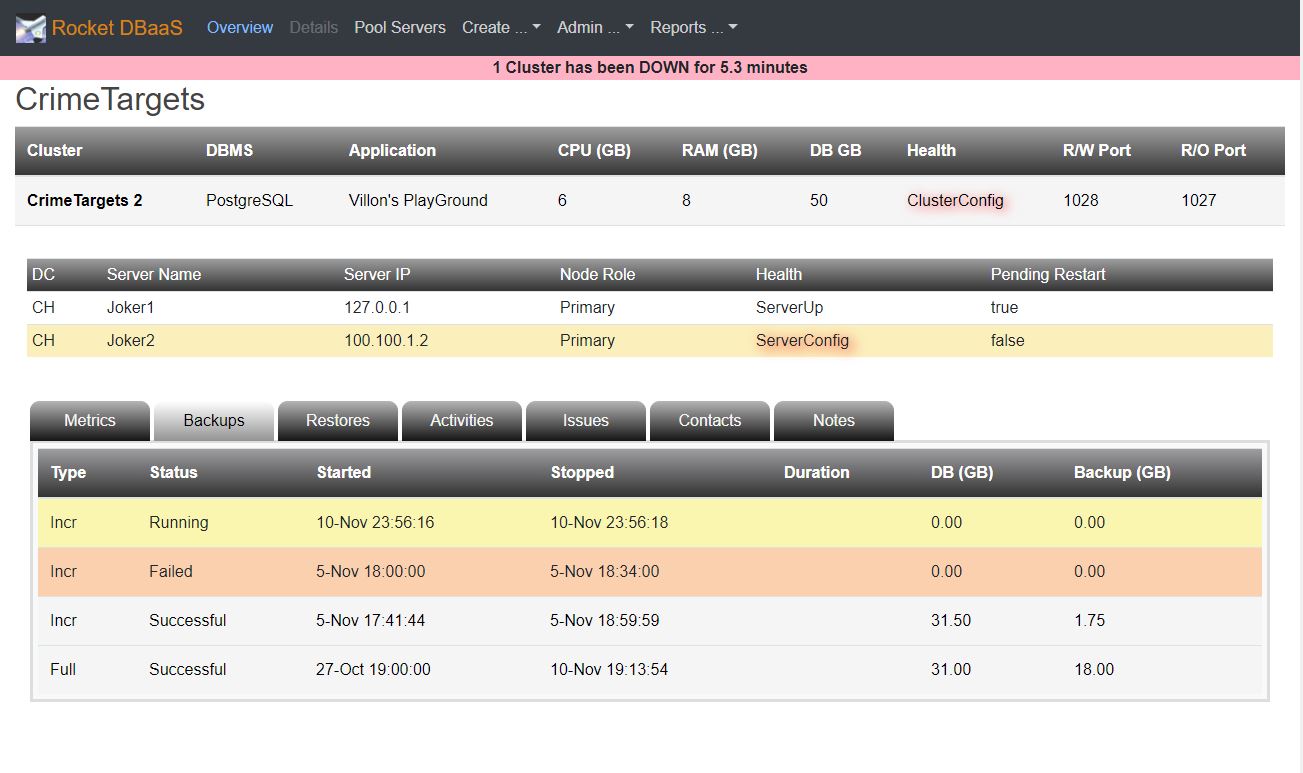 Rocket DBaaS Overview Details Pool Servers Create ... Admin ... Reports ...
1 Cluster has been DOWN for 5.3 minutes
CrimeTargets
Cluster DBMS Application CPU (GB) RAM (GB) DB GB Health R/W Port R/O Port
CrimeTargets 2 PostgreSQL Villon's PlayGround 6 8 50 ClusterConfig 1028 1027
DC Server Name Server IP Node Role Health Pending Restart
CH Joker1 127.0.0.1 Primary ServerUp true
CH Joker2 100.100.1.2 Primary ServerConfig false
Metrics Backups Restores Activities Issues Contacts Notes
Type Status Started Stopped Duration DB (GB) Backup (GB)
Incr Running 10-Nov 23:56:16 10-Nov 23:56:18 0.00 0.00
Incr Failed 5-Nov 18:00:00 5-Nov 18:34:00 0.00 0.00
Incr Successful 5-Nov 17:41:44 5-Nov 18:59:59 31.50 1.75
Full Successful 27-Oct 19:00:00 10-Nov 19:13:54 31.00 18.00